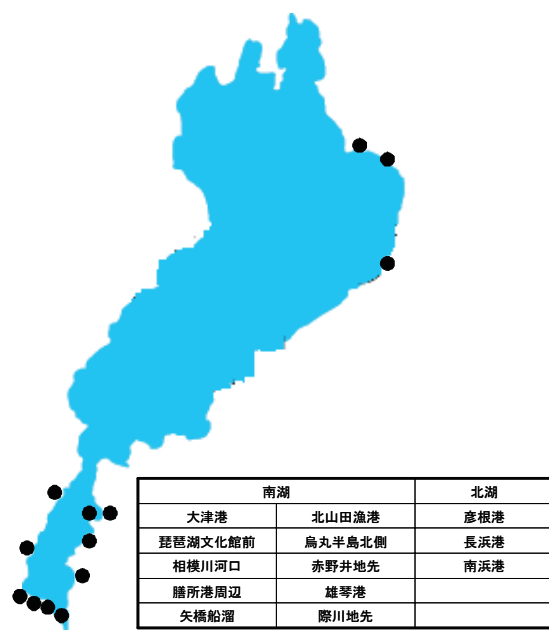 南湖 北湖
大津港 北山田漁港 彦根港
琵琶湖文化館前 烏丸半島北側 長浜港
相模川河口 赤野井地先 南浜港
膳所港周辺 雄琴港
矢橋船溜 際川地先